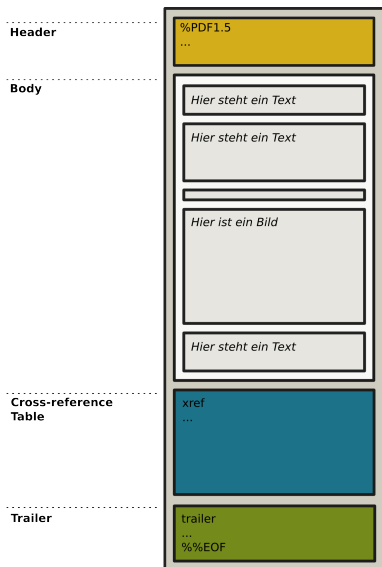 Header
%PDF1.5
...
Body
Hier steht ein Text
Hier steht ein Text
Hier ist ein Bild
Hier steht ein Text
Cross-reference
Table
xref
...
Trailer
trailer
...
%%EOF